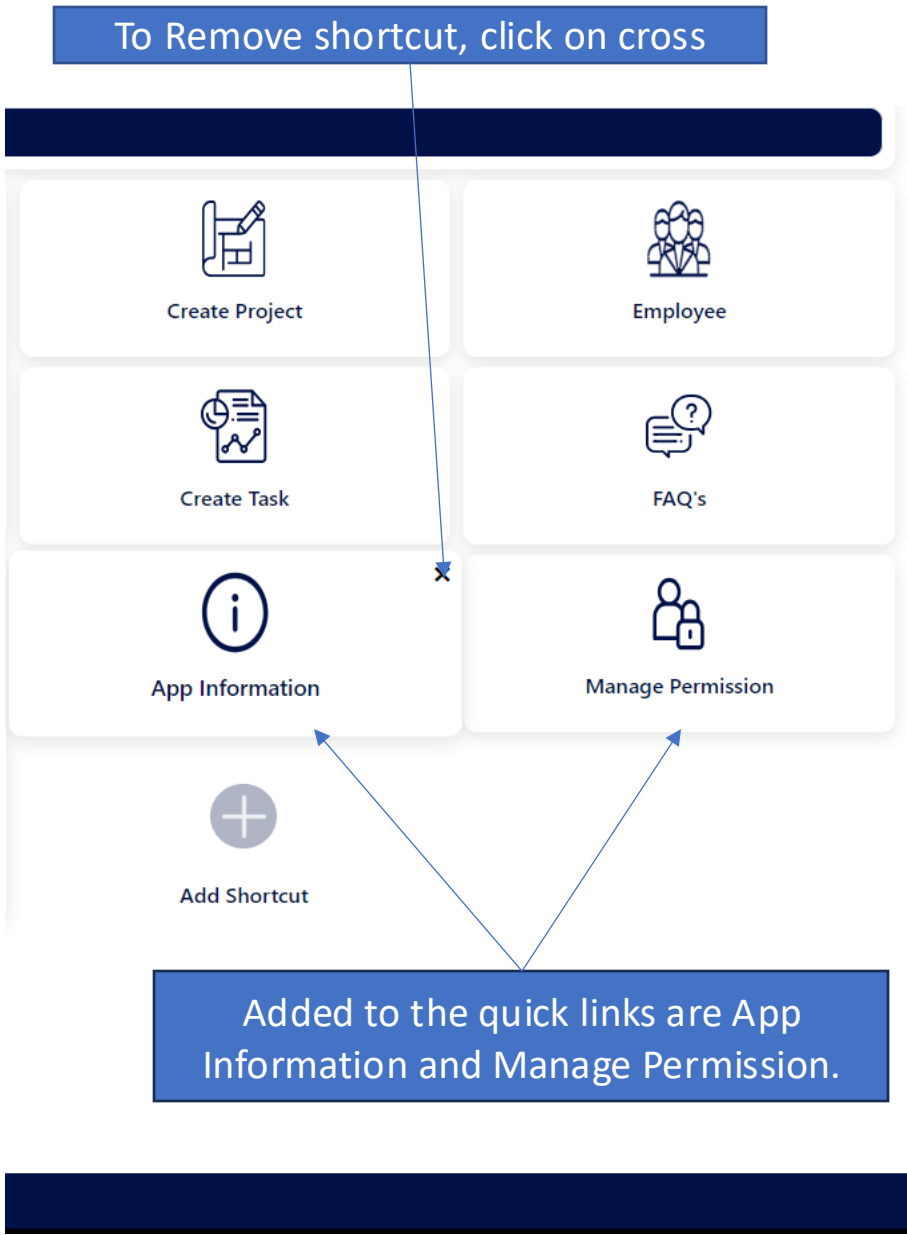 To Remove shortcut, click on cross
Create Project
Employee
Create Task
FAQ's
App Information
Manage Permission
Add Shortcut
Added to the quick links are App
Information and Manage Permission.